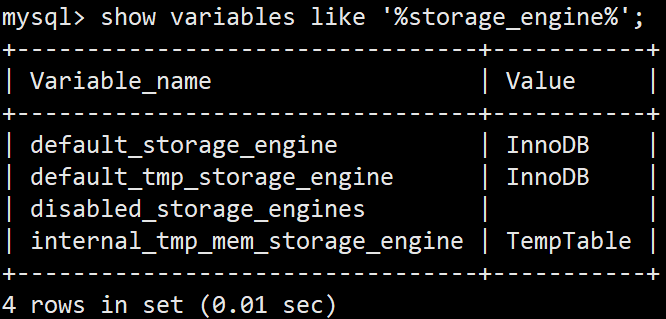 mysql> show variables like '%storage_engine%';
+---------------------------------+-----------+
| Variable_name                   | Value     |
+---------------------------------+-----------+
| default_storage_engine          | InnoDB    |
| default_tmp_storage_engine      | InnoDB    |
| disabled_storage_engines        |           |
| internal_tmp_mem_storage_engine | TempTable |
+---------------------------------+-----------+
4 rows in set (0.01 sec)